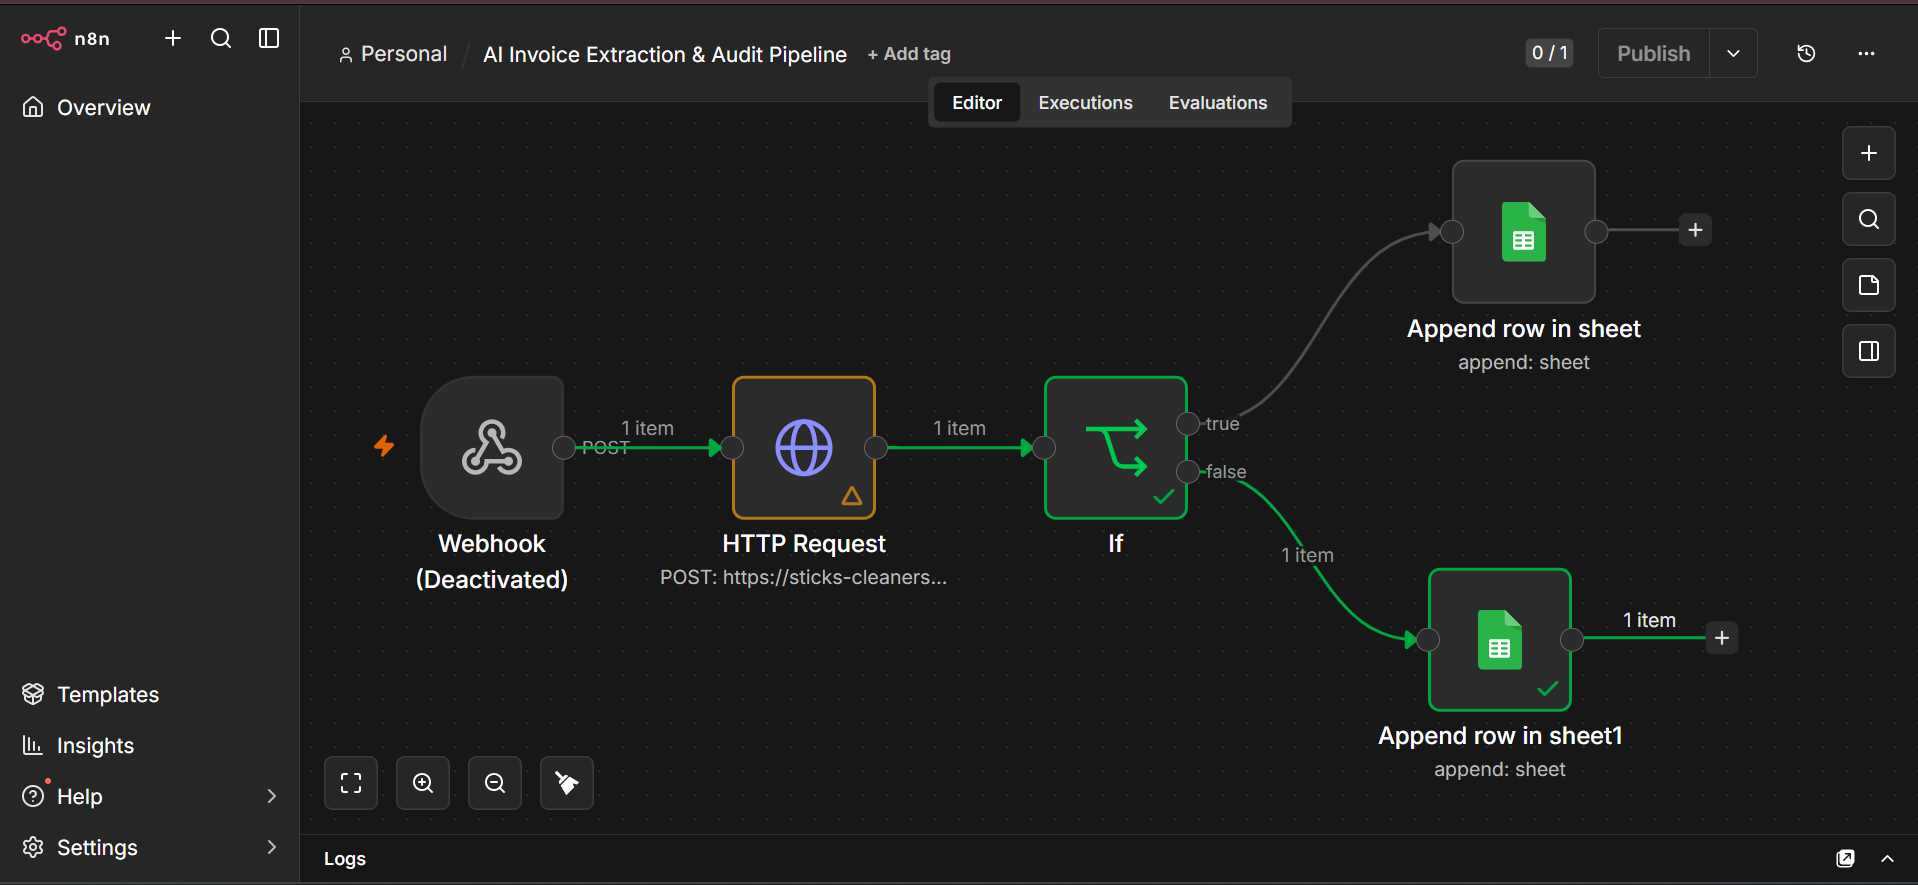 n8n
Personal / AI Invoice Extraction & Audit Pipeline + Add tag
0 / 1
Publish
Editor Executions Evaluations
Overview
Append row in sheet
append: sheet
1 item
POST
1 item
true
false
Webhook
(Deactivated)
HTTP Request
POST: https://sticks-cleaners...
If
1 item
1 item
Append row in sheet1
append: sheet
Templates
Insights
Help
Settings
Logs